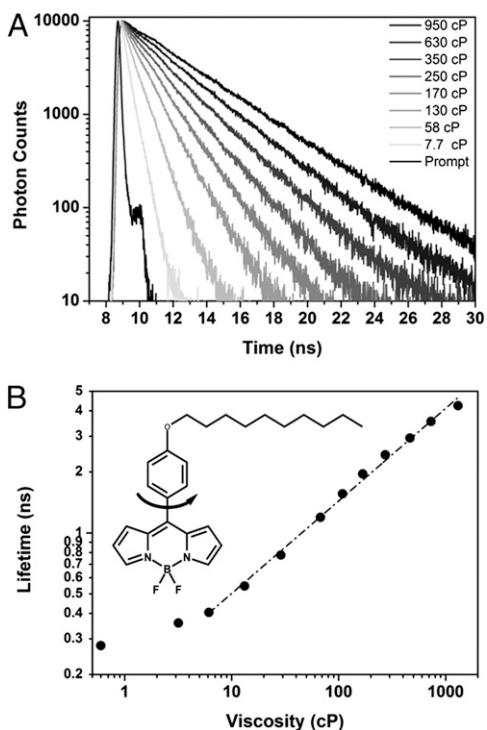 A
Photon Counts
10000
1000
100
10
950 cP
630 cP
350 cP
250 cP
170 cP
130 cP
58 cP
7.7 cP
Prompt
8 10 12 14 16 18 20 22 24 26 28 30
Time (ns)
B
Lifetime (ns)
5
4
3
2
1
0.9
0.8
0.7
0.6
0.5
0.4
0.3
0.2
O
N B N
F F
1 10 100 1000
Viscosity (cP)